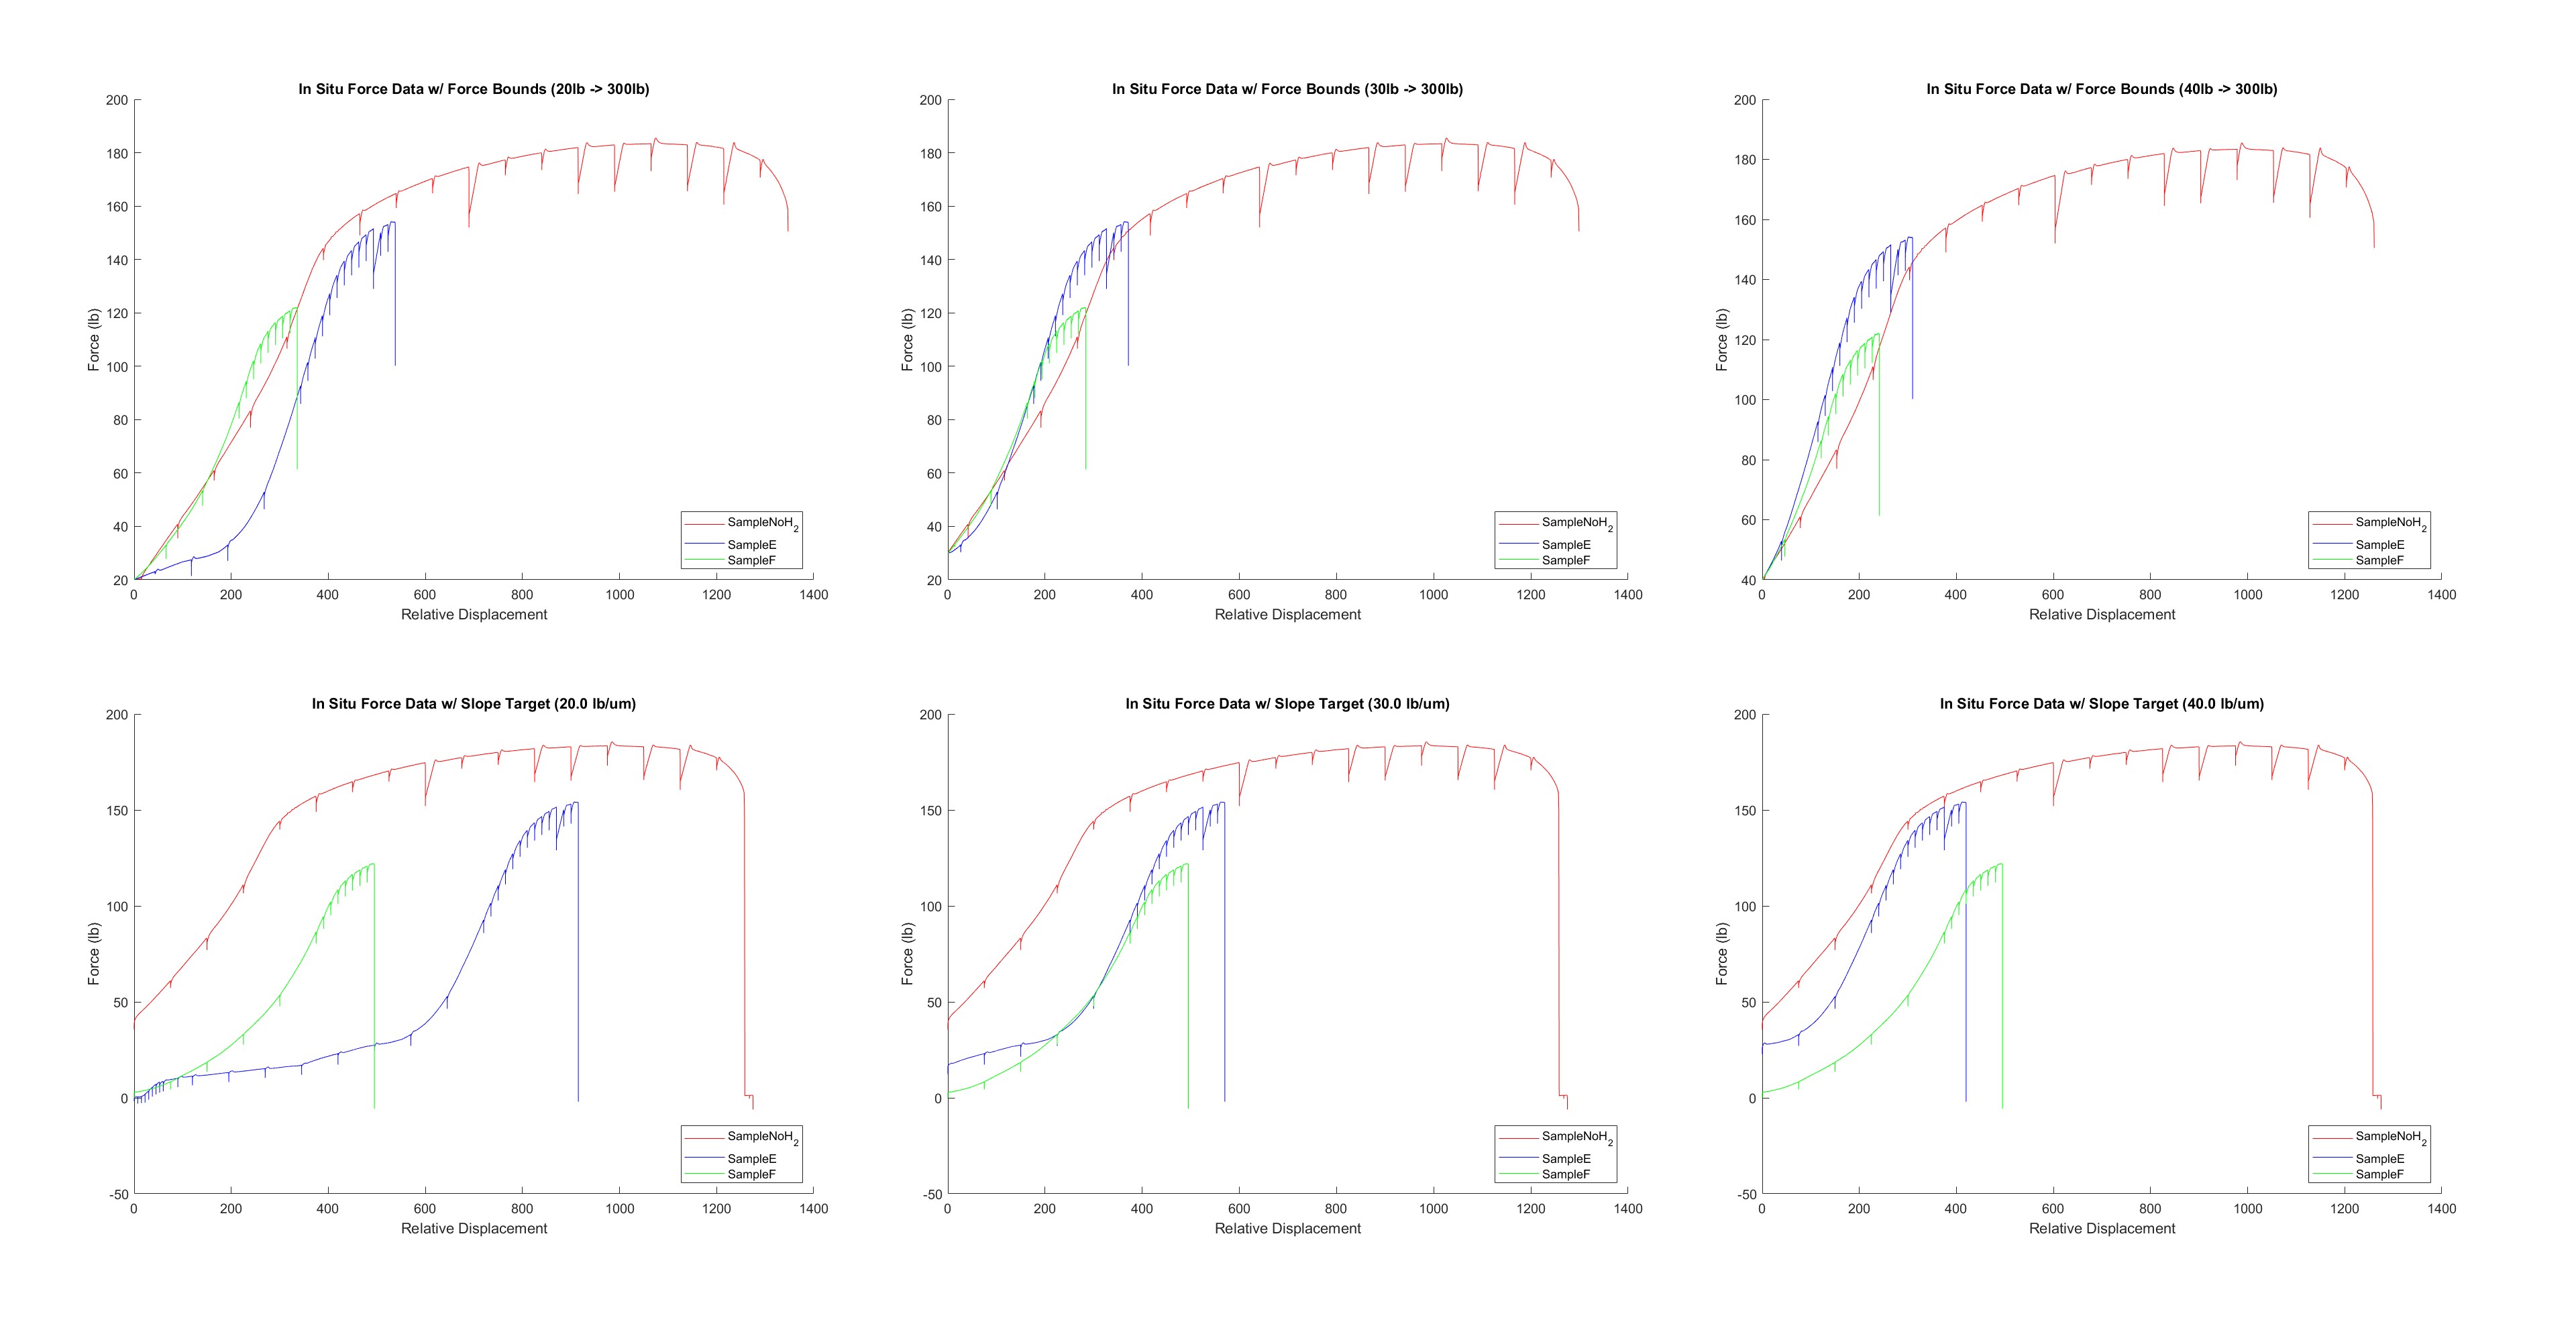 In Situ Force Data w/ Force Bounds (20lb -> 300lb)
200
180
160
140
120
100
80
60
40
20
Force (lb)
0 200 400 600 800 1000 1200 1400
Relative Displacement
SampleNoH2
SampleE
SampleF
In Situ Force Data w/ Force Bounds (30lb -> 300lb)
200
180
160
140
120
100
80
60
40
20
Force (lb)
0 200 400 600 800 1000 1200 1400
Relative Displacement
SampleNoH2
SampleE
SampleF
In Situ Force Data w/ Force Bounds (40lb -> 300lb)
200
180
160
140
120
100
80
60
40
Force (lb)
0 200 400 600 800 1000 1200 1400
Relative Displacement
SampleNoH2
SampleE
SampleF
In Situ Force Data w/ Slope Target (20.0 lb/um)
200
150
100
50
0
-50
Force (lb)
0 200 400 600 800 1000 1200 1400
Relative Displacement
SampleNoH2
SampleE
SampleF
In Situ Force Data w/ Slope Target (30.0 lb/um)
200
150
100
50
0
-50
Force (lb)
0 200 400 600 800 1000 1200 1400
Relative Displacement
SampleNoH2
SampleE
SampleF
In Situ Force Data w/ Slope Target (40.0 lb/um)
200
150
100
50
0
-50
Force (lb)
0 200 400 600 800 1000 1200 1400
Relative Displacement
SampleNoH2
SampleE
SampleF